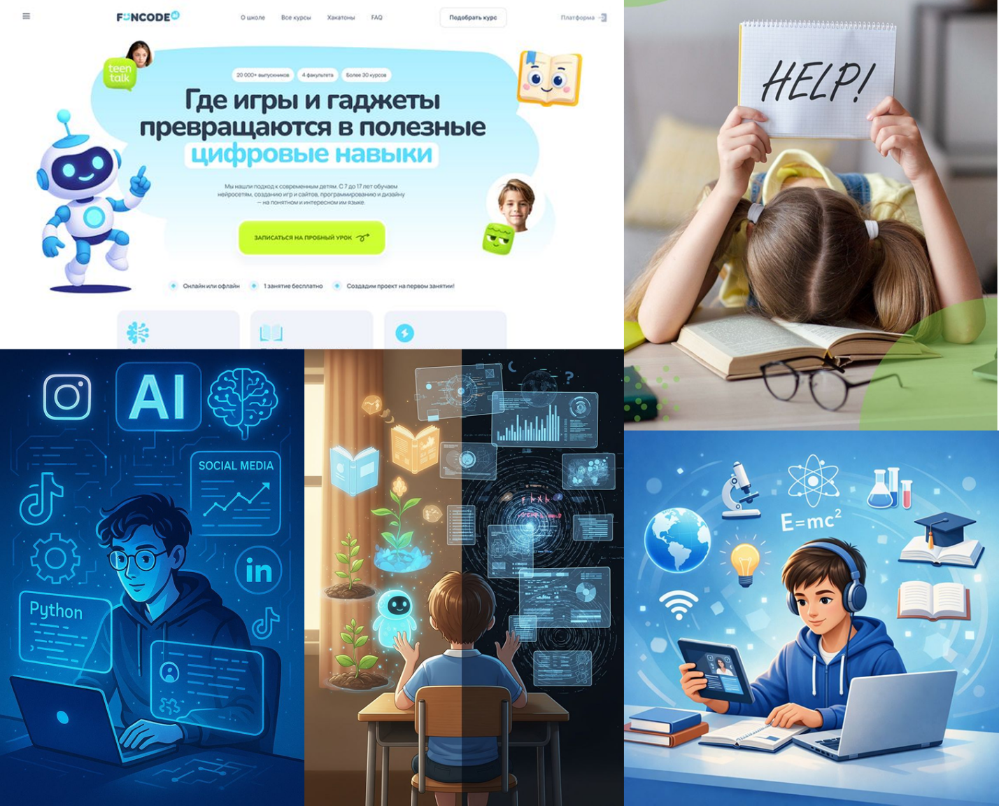 FUNCODE ai
О школе
Все курсы
Хакатоны
FAQ
Подобрать курс
Платформа
teen
talk
20 000+ выпускников
4 факультета
Более 30 курсов
Где игры и гаджеты
превращаются в полезные
цифровые навыки
Мы нашли подход к современным детям. С 7 до 17 лет обучаем
нейросетям, созданию игр и сайтов, программированию и дизайну
— на понятном и интересном им языке.
ЗАПИСАТЬСЯ НА ПРОБНЫЙ УРОК
Онлайн или офлайн
1 занятие бесплатно
Создадим проект на первом занятии!
HELP!
AI
SOCIAL MEDIA
in
Python
?
E=mc²